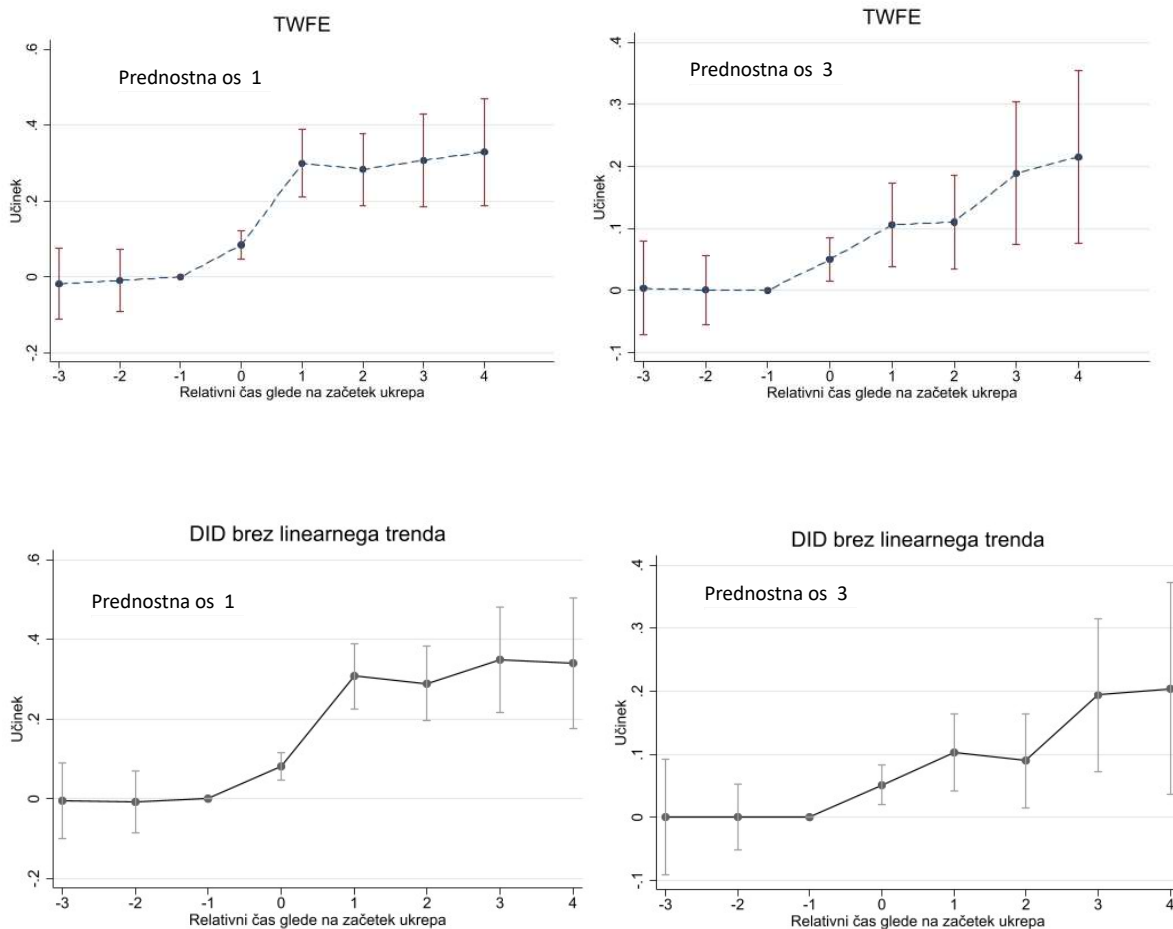 TWFE
Prednostna os 1
Učinek
.6
.4
.2
0
-.2
-3 -2 -1 0 1 2 3 4
Relativni čas glede na začetek ukrepa
TWFE
Prednostna os 3
Učinek
.4
.3
.2
.1
0
-.1
-3 -2 -1 0 1 2 3 4
Relativni čas glede na začetek ukrepa
DID brez linearnega trenda
Prednostna os 1
Učinek
.6
.4
.2
0
-.2
-3 -2 -1 0 1 2 3 4
Relativni čas glede na začetek ukrepa
DID brez linearnega trenda
Prednostna os 3
Učinek
.4
.3
.2
.1
0
-.1
-3 -2 -1 0 1 2 3 4
Relativni čas glede na začetek ukrepa